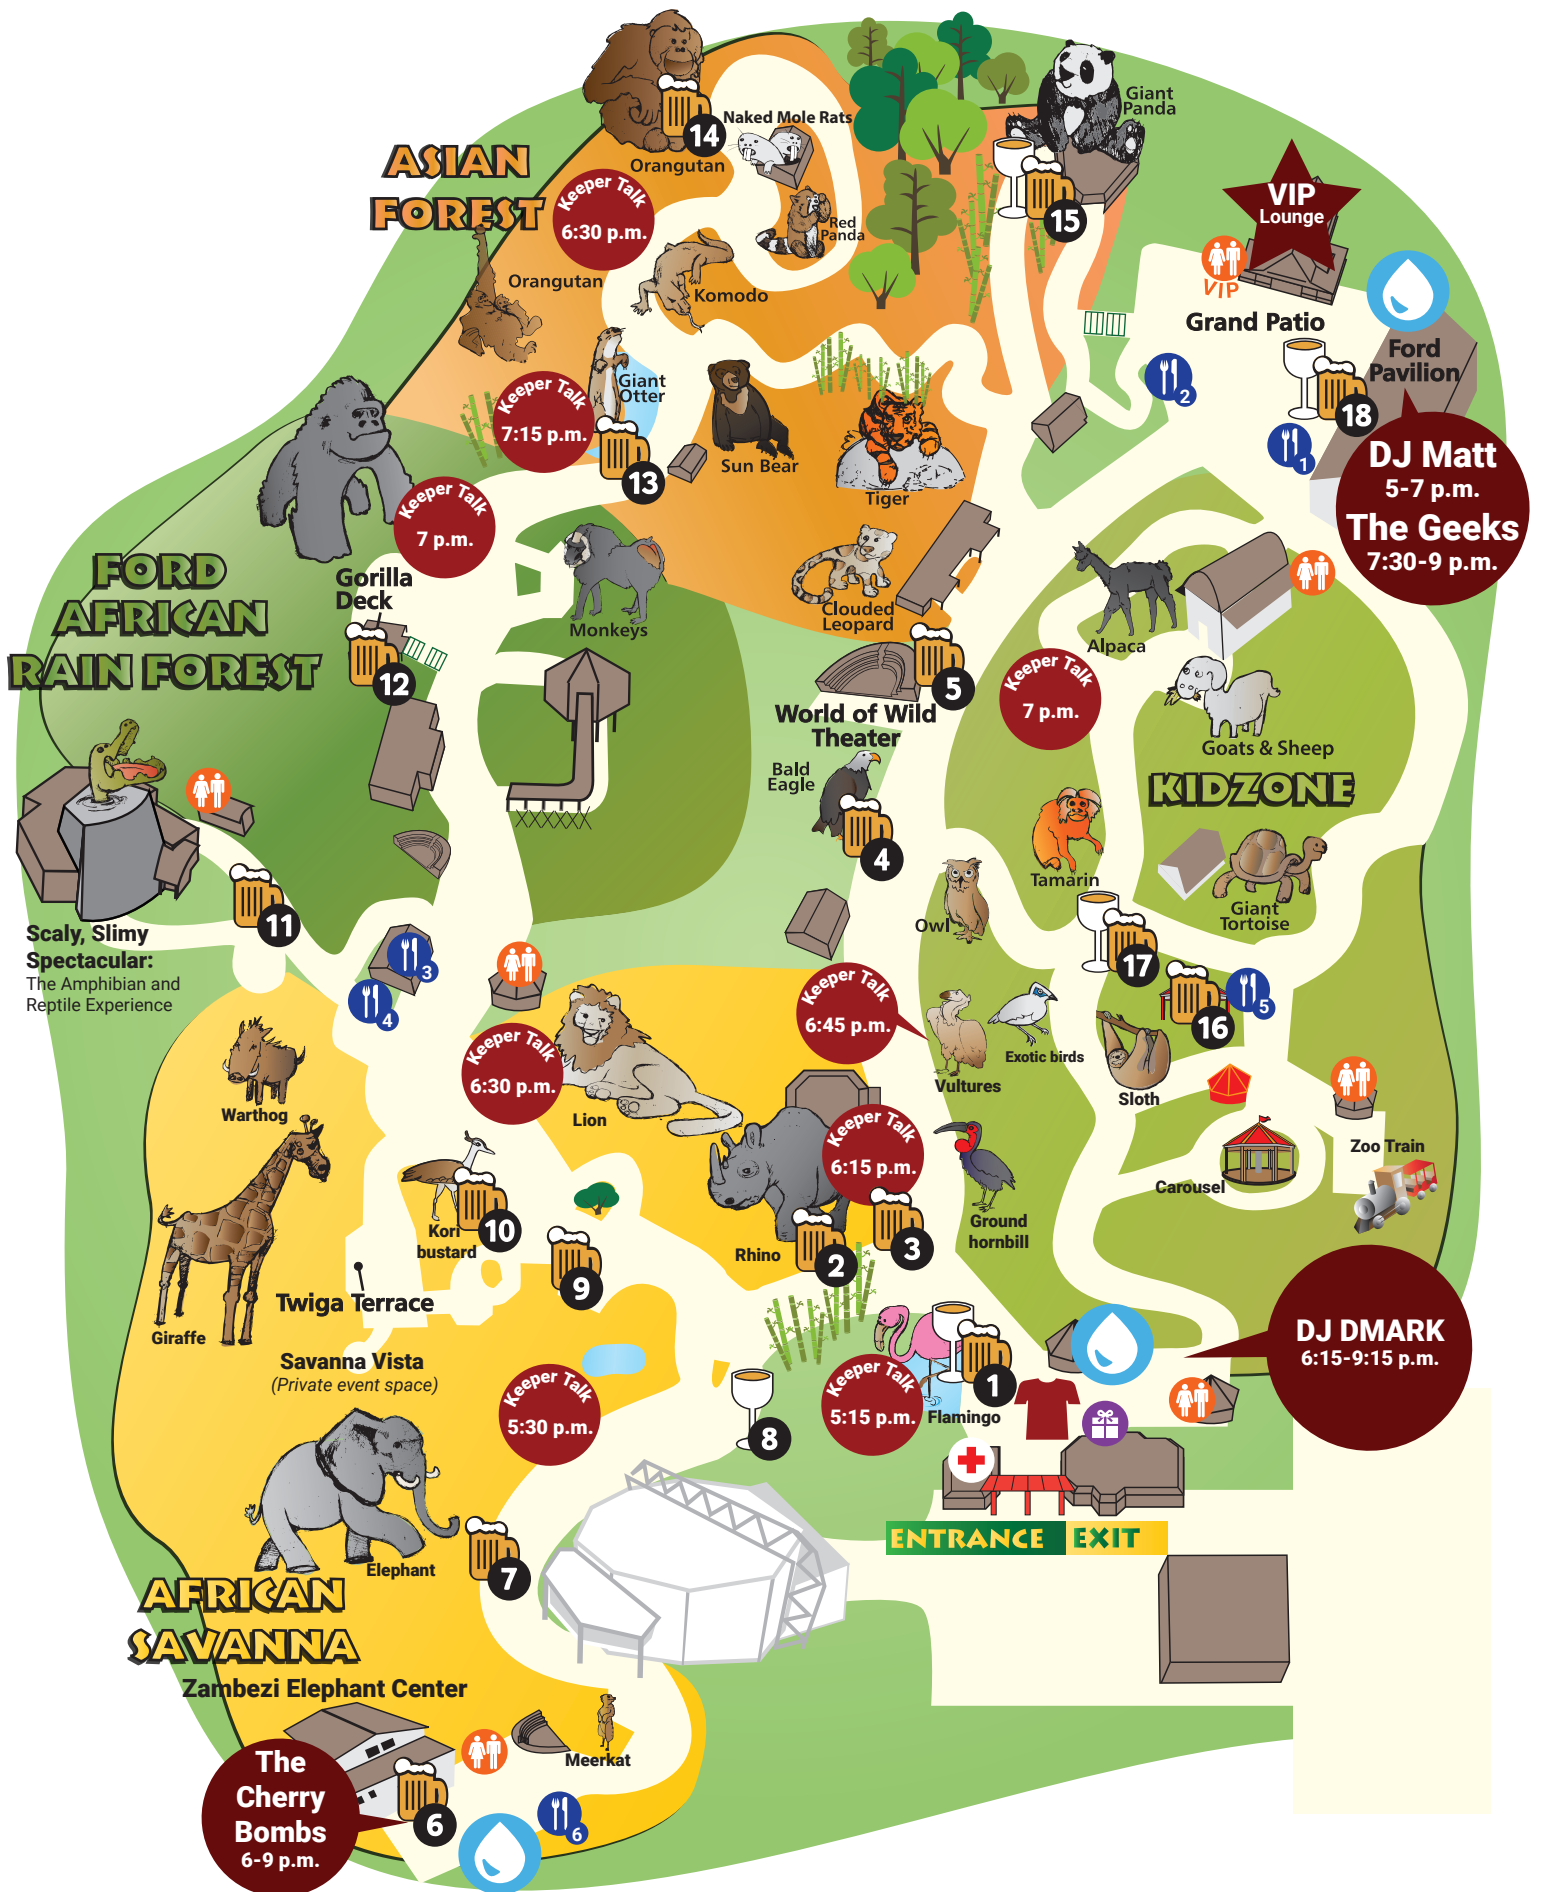 Giant
Panda
14
Naked Mole Rats
Orangutan
ASIAN
FOREST
Keeper Talk
6:30 p.m.
Red
Panda
15
VIP
Lounge
VIP
Orangutan
Komodo
Grand Patio
Ford
Pavilion
Giant
Otter
Keeper Talk
7:15 p.m.
2
18
1
DJ Matt
5-7 p.m.
The Geeks
7:30-9 p.m.
13
Sun Bear
Tiger
Keeper Talk
7 p.m.
FORD
AFRICAN
RAIN FOREST
Gorilla
Deck
Monkeys
Clouded
Leopard
Alpaca
12
5
Keeper Talk
7 p.m.
World of Wild
Theater
Goats & Sheep
Bald
Eagle
KIDZONE
4
Tamarin
Giant
Tortoise
Owl
11
Scaly, Slimy
Spectacular:
The Amphibian and
Reptile Experience
3
4
17
16
5
Keeper Talk
6:45 p.m.
Exotic birds
Vultures
Sloth
Keeper Talk
6:30 p.m.
Lion
Warthog
Keeper Talk
6:15 p.m.
Zoo Train
Carousel
Kori
bustard
10
Rhino
2
3
Ground
hornbill
9
Twiga Terrace
Giraffe
Savanna Vista
(Private event space)
DJ DMARK
6:15-9:15 p.m.
Keeper Talk
5:30 p.m.
8
Keeper Talk
5:15 p.m.
1
Flamingo
ENTRANCE
EXIT
Elephant
7
AFRICAN
SAVANNA
Zambezi Elephant Center
Meerkat
The
Cherry
Bombs
6-9 p.m.
6
6